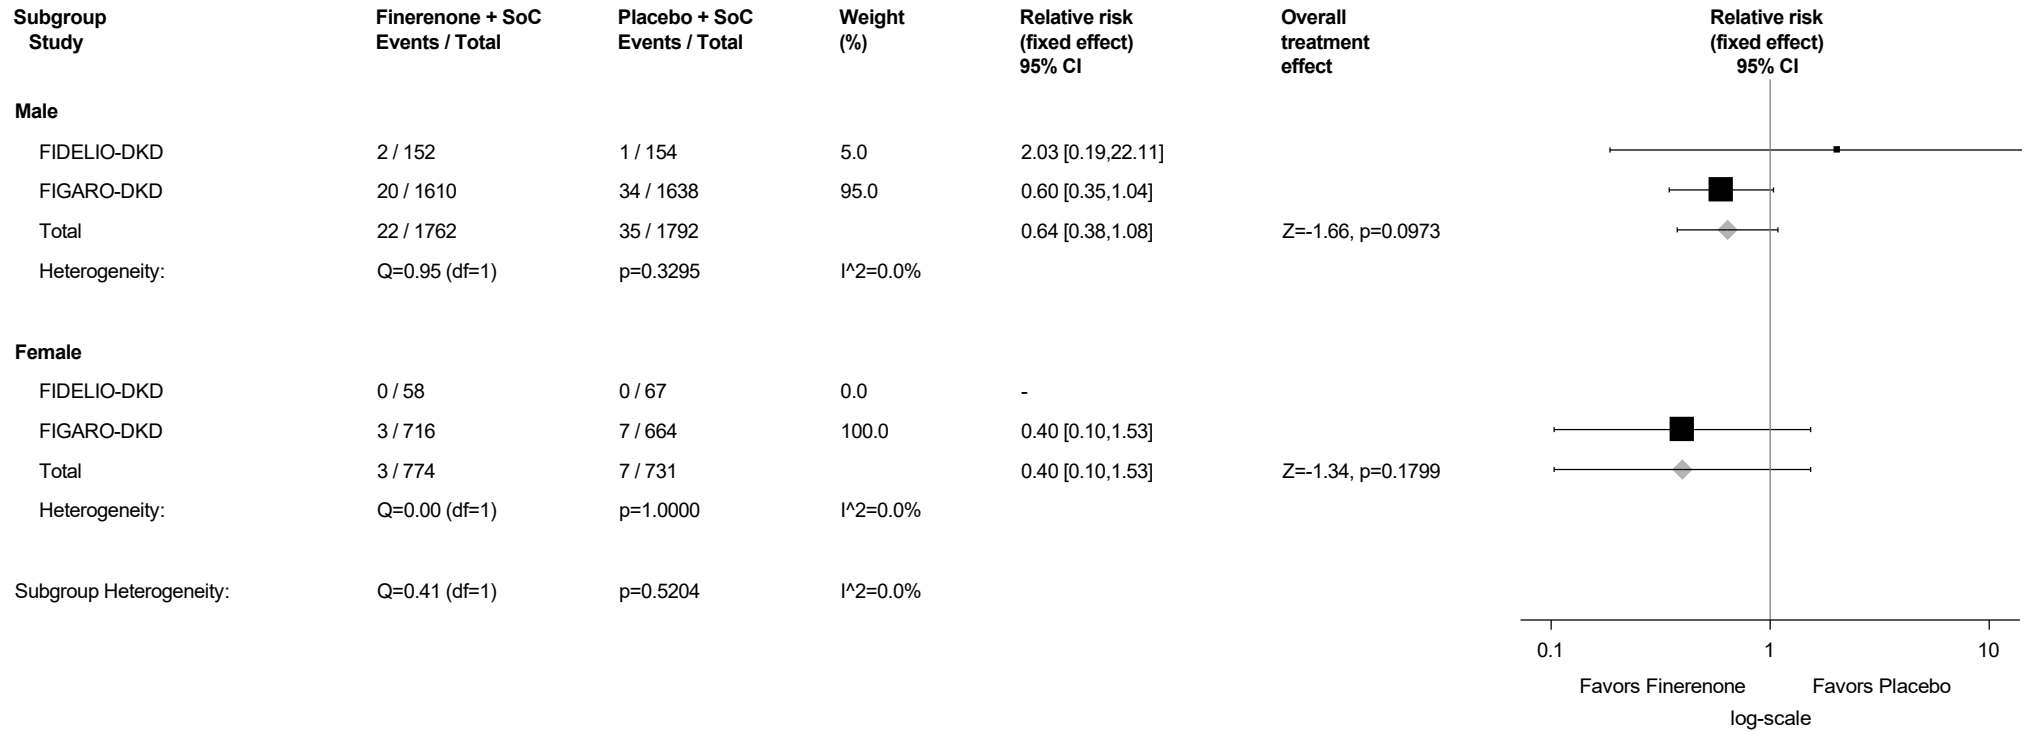 Subgroup Finerenone + SoC Placebo + SoC Weight Relative risk Overall Relative risk
Study Events / Total Events / Total (%) (fixed effect) treatment (fixed effect)
95% CI effect 95% CI
Male
FIDELIO-DKD 2 / 152 1 / 154 5.0 2.03 [0.19,22.11]
FIGARO-DKD 20 / 1610 34 / 1638 95.0 0.60 [0.35,1.04]
Total 22 / 1762 35 / 1792 0.64 [0.38,1.08] Z=-1.66, p=0.0973
Heterogeneity: Q=0.95 (df=1) p=0.3295 I^2=0.0%
Female
FIDELIO-DKD 0 / 58 0 / 67 0.0 -
FIGARO-DKD 3 / 716 7 / 664 100.0 0.40 [0.10,1.53]
Total 3 / 774 7 / 731 0.40 [0.10,1.53] Z=-1.34, p=0.1799
Heterogeneity: Q=0.00 (df=1) p=1.0000 I^2=0.0%
Subgroup Heterogeneity: Q=0.41 (df=1) p=0.5204 I^2=0.0%
0.1 1 10
Favors Finerenone Favors Placebo
log-scale